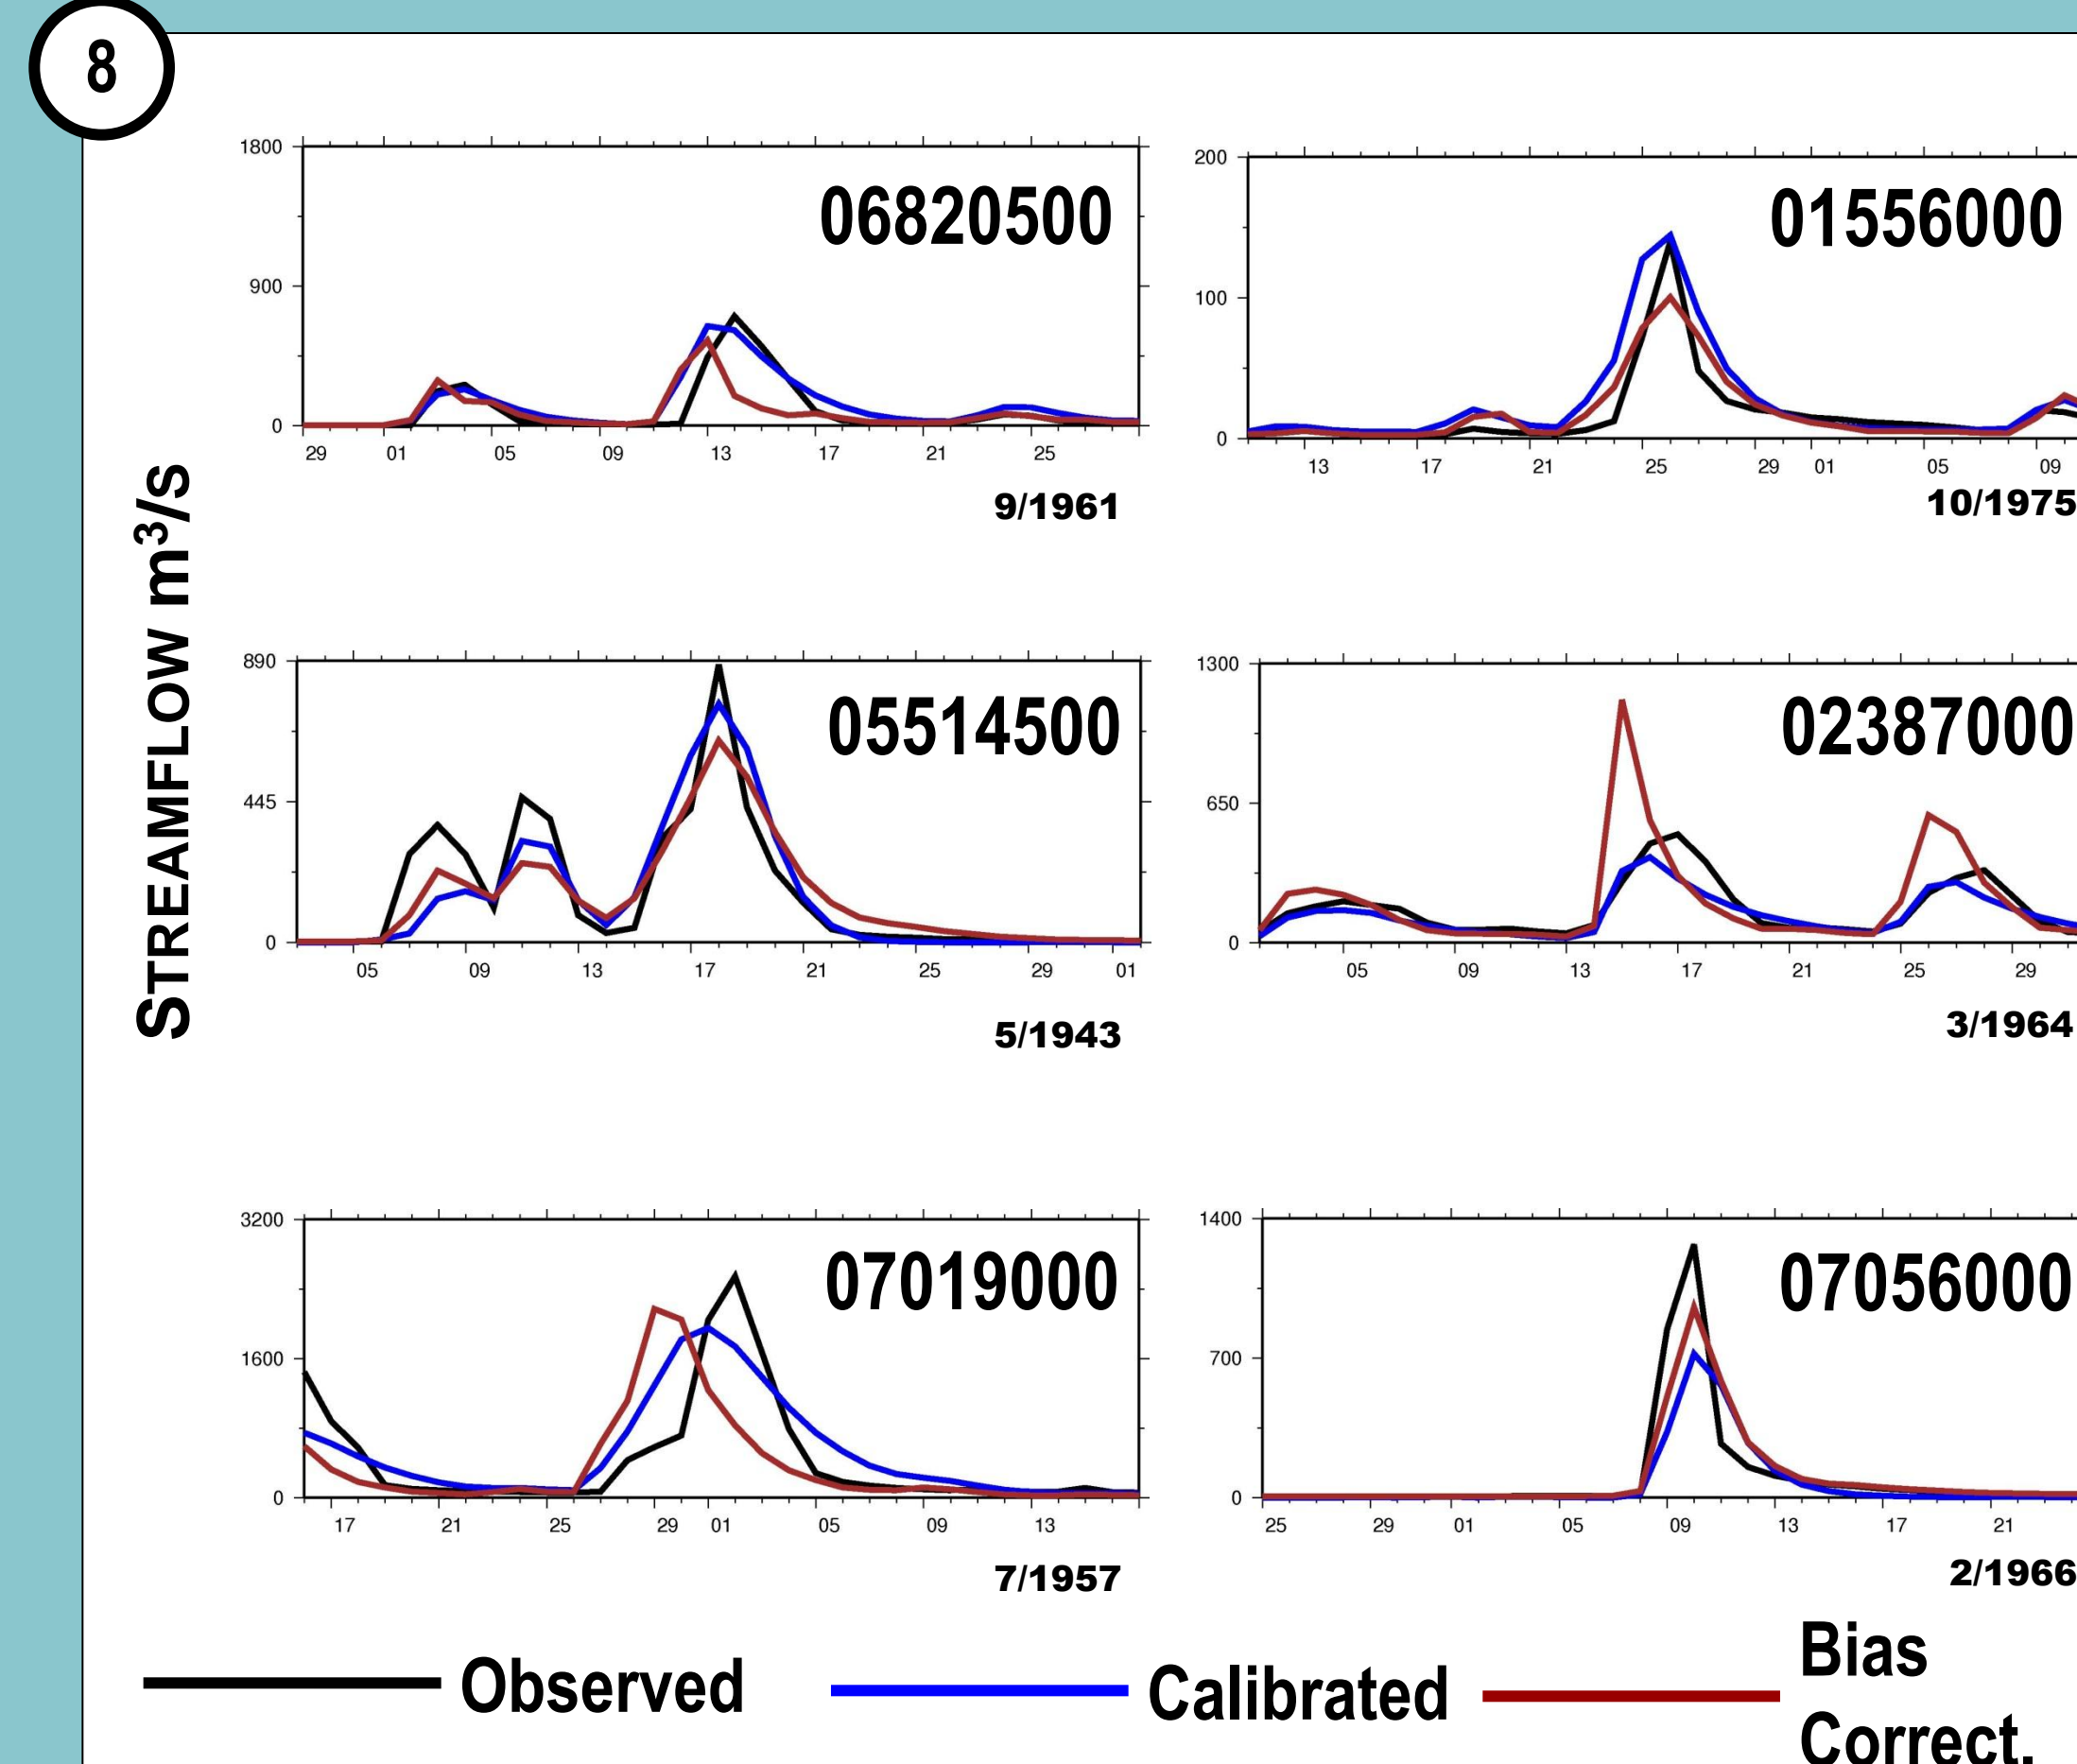 8
STREAMFLOW m³/s
1800
900
0
06820500
29 01 05 09 13 17 21 25
9/1961
200
100
0
01556000
13 17 21 25 29 01 05 09
10/1975
890
445
0
05514500
05 09 13 17 21 25 29 01
5/1943
1300
650
0
02387000
05 09 13 17 21 25 29
3/1964
3200
1600
0
07019000
17 21 25 29 01 05 09 13
7/1957
1400
700
0
07056000
25 29 01 05 09 13 17 21
2/1966
Observed
Calibrated
Bias
Correct.